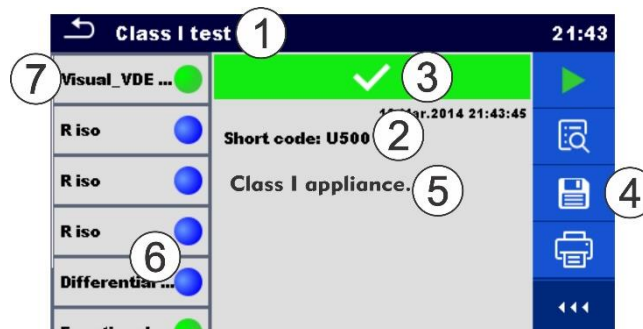 Class I test 1 21:43
7 Visual_VDE ... 3
Mar.2014 21:43:45
R iso Short code: U500 2
R iso Class I appliance. 5 4
R iso
6
Differential ...